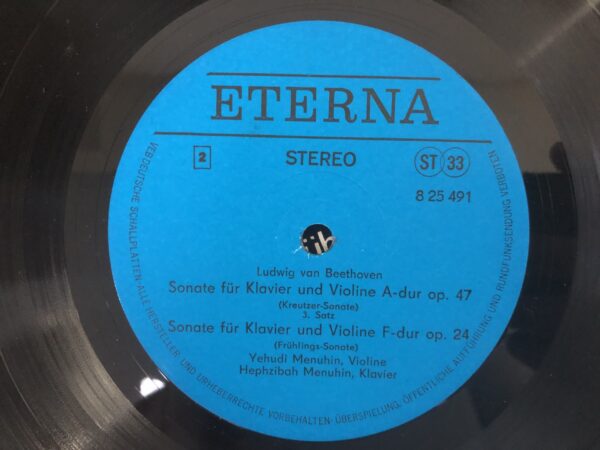 ETERNA
2
STEREO
ST 33
8 25 491
üb
Ludwig van Beethoven
Sonate für Klavier und Violine A-dur op. 47
(Kreutzer-Sonate)
3. Satz
Sonate für Klavier und Violine F-dur op. 24
(Frühlings-Sonate)
Yehudi Menuhin, Violine
Hephzibah Menuhin, Klavier
VEB DEUTSCHE SCHALLPLATTEN · ALLE HERSTELLER- UND URHEBERRECHTE VORBEHALTEN · ÜBERSPIELUNG, ÖFFENTLICHE AUFFÜHRUNG UND RUNDFUNKSENDUNG VERBOTEN